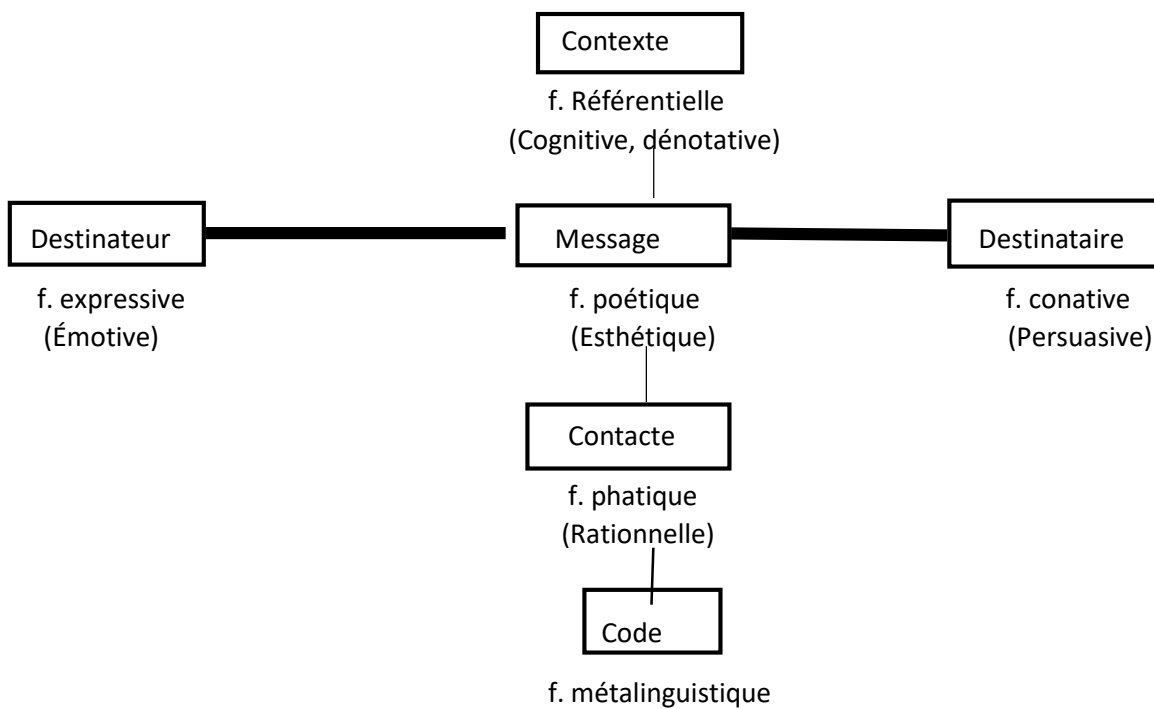 Contexte
f. Référentielle
(Cognitive, dénotative)
Destinateur
Message
Destinataire
f. expressive
(Émotive)
f. poétique
(Esthétique)
f. conative
(Persuasive)
Contacte
f. phatique
(Rationnelle)
Code
f. métalinguistique